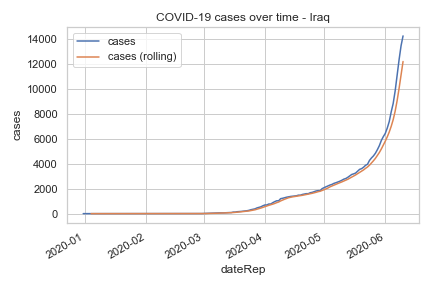 COVID-19 cases over time - Iraq
cases
cases (rolling)
14000
12000
10000
8000
6000
4000
2000
0
cases
2020-01
2020-02
2020-03
2020-04
2020-05
2020-06
dateRep